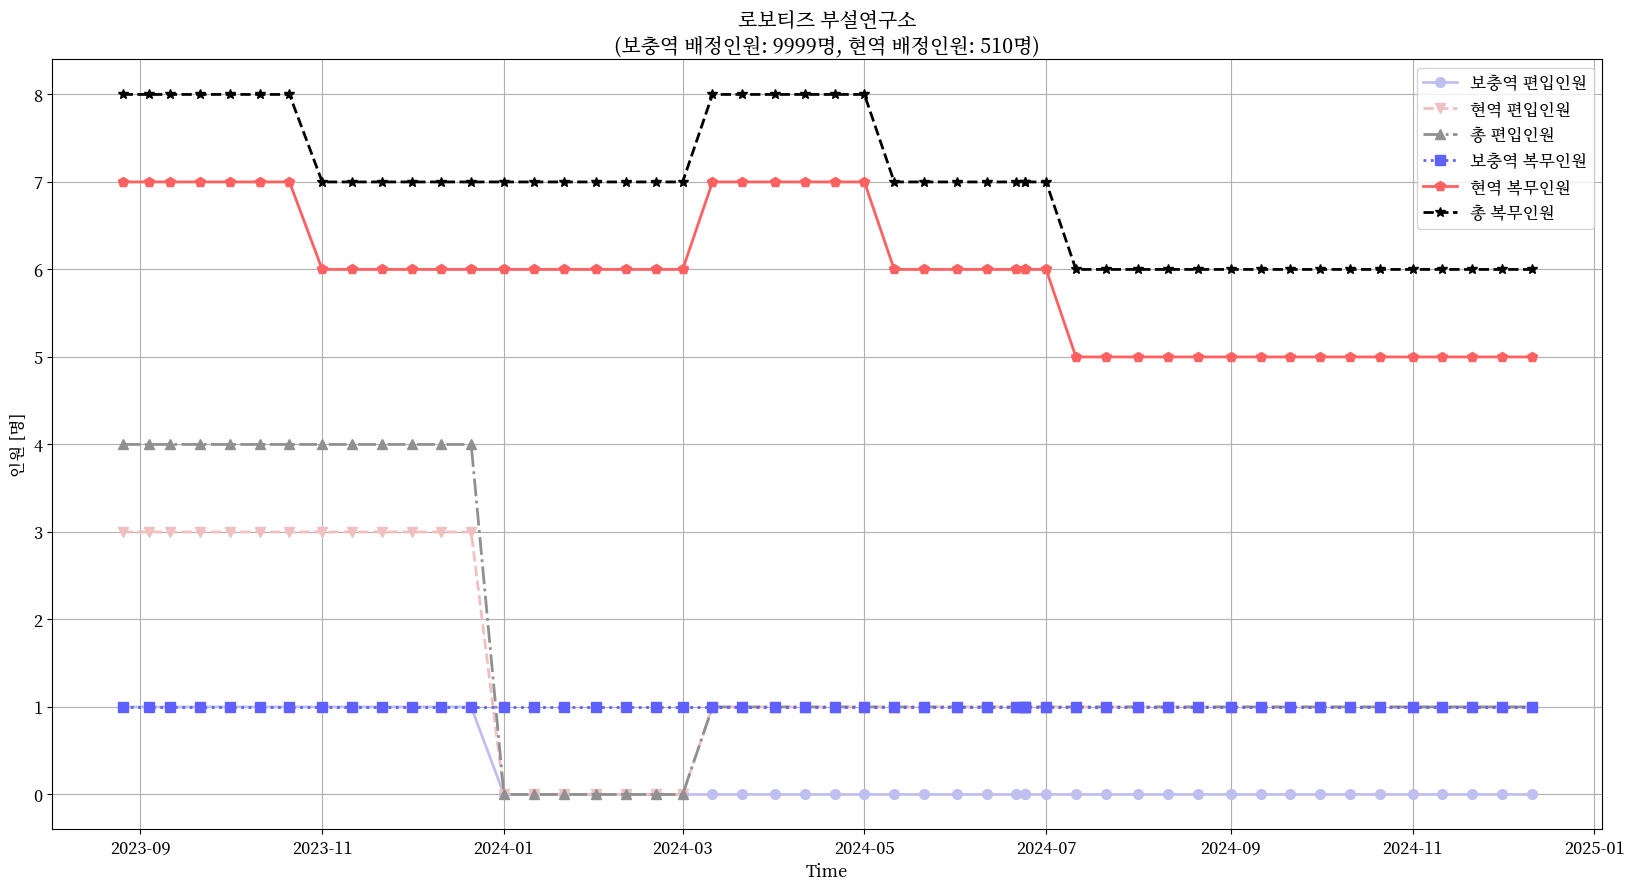 로보티즈 부설연구소
(보충역 배정인원: 9999명, 현역 배정인원: 510명)
보충역 편입인원
현역 편입인원
총 편입인원
보충역 복무인원
현역 복무인원
총 복무인원
8
7
6
5
4
3
2
1
0
인원 [명]
2023-09
2023-11
2024-01
2024-03
2024-05
2024-07
2024-09
2024-11
2025-01
Time